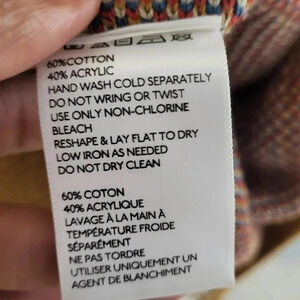 60%COTTON
40% ACRYLIC
HAND WASH COLD SEPARATELY
DO NOT WRING OR TWIST
USE ONLY NON-CHLORINE
BLEACH
RESHAPE & LAY FLAT TO DRY
LOW IRON AS NEEDED
DO NOT DRY CLEAN
60% COTON
40% ACRYLIQUE
LAVAGE À LA MAIN À
TEMPÉRATURE FROIDE
SÉPARÉMENT
NE PAS TORDRE
UTILISER UNIQUEMENT UN
AGENT DE BLANCHIMENT